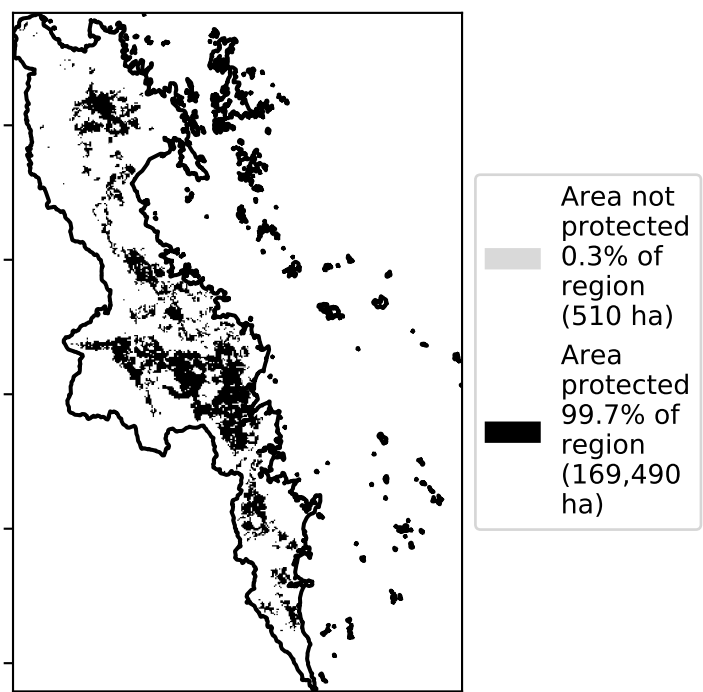 Area not
protected
0.3% of
region
(510 ha)
Area
protected
99.7% of
region
(169,490
ha)